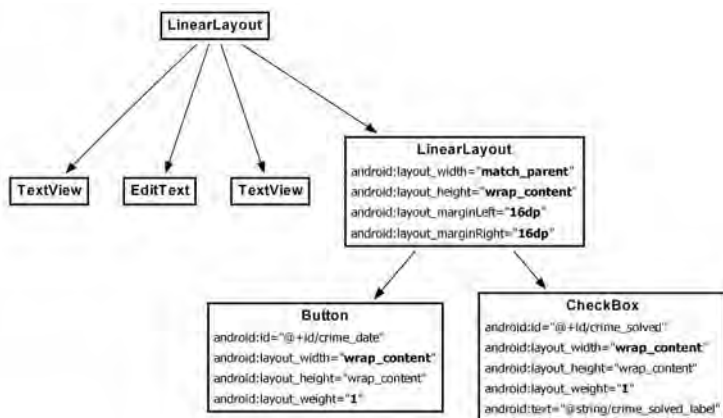 LinearLayout
TextView
EditText
TextView
LinearLayout
android:layout_width="match_parent"
android:layout_height="wrap_content"
android:layout_marginLeft="16dp"
android:layout_marginRight="16dp"
Button
android:id="@+id/crime_date"
android:layout_width="wrap_content"
android:layout_height="wrap_content"
android:layout_weight="1"
CheckBox
android:id="@+id/crime_solved"
android:layout_width="wrap_content"
android:layout_height="wrap_content"
android:layout_weight="1"
android:text="@string/crime_solved_label"